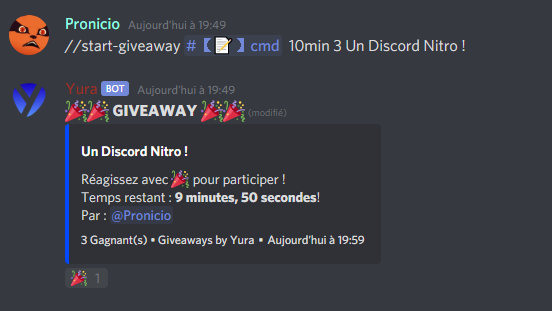 Pronicio Aujourd'hui à 19:49
//start-giveaway #【📝】cmd 10min 3 Un Discord Nitro !
Yura BOT Aujourd'hui à 19:49
🎉🎉 GIVEAWAY 🎉🎉 (modifié)
Un Discord Nitro !
Réagissez avec 🎉 pour participer !
Temps restant : 9 minutes, 50 secondes!
Par : @Pronicio
3 Gagnant(s) • Giveaways by Yura • Aujourd'hui à 19:59
🎉 1